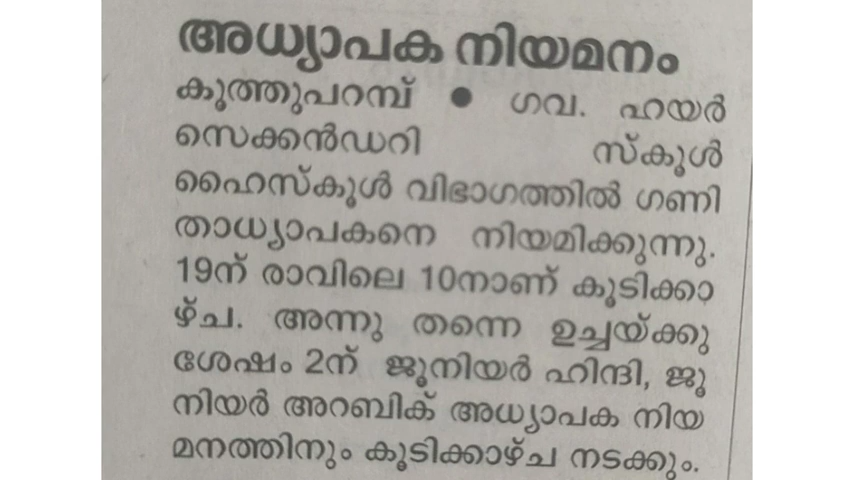 അധ്യാപക നിയമനം
കൂത്തുപറമ്പ് ● ഗവ. ഹയർ
സെക്കൻഡറി സ്കൂൾ
ഹൈസ്കൂൾ വിഭാഗത്തിൽ ഗണി
താധ്യാപകനെ നിയമിക്കുന്നു.
19ന് രാവിലെ 10നാണ് കൂടിക്കാ
ഴ്ച. അന്നു തന്നെ ഉച്ചയ്ക്കു
ശേഷം 2ന് ജൂനിയർ ഹിന്ദി, ജൂ
നിയർ അറബിക് അധ്യാപക നിയ
മനത്തിനും കൂടിക്കാഴ്ച നടക്കും.